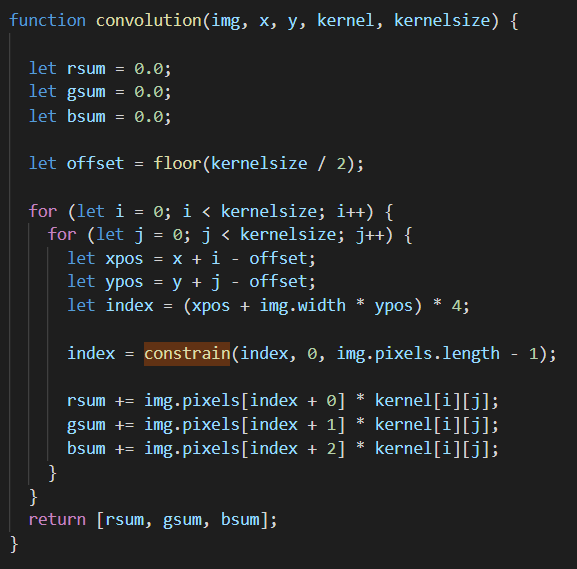 function convolution(img, x, y, kernel, kernelsize) {
let rsum = 0.0;
let gsum = 0.0;
let bsum = 0.0;
let offset = floor(kernelsize / 2);
for (let i = 0; i < kernelsize; i++) {
for (let j = 0; j < kernelsize; j++) {
let xpos = x + i - offset;
let ypos = y + j - offset;
let index = (xpos + img.width * ypos) * 4;
index = constrain(index, 0, img.pixels.length - 1);
rsum += img.pixels[index + 0] * kernel[i][j];
gsum += img.pixels[index + 1] * kernel[i][j];
bsum += img.pixels[index + 2] * kernel[i][j];
}
}
return [rsum, gsum, bsum];
}